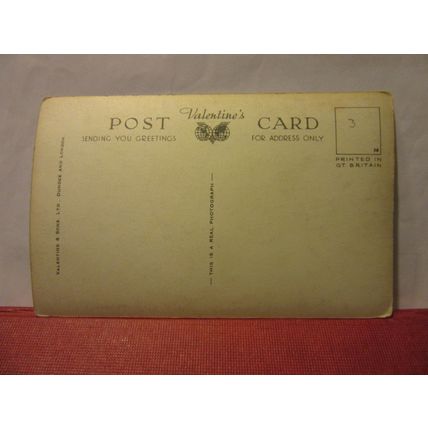 Valentine's
POST CARD
SENDING YOU GREETINGS
FOR ADDRESS ONLY
3
PRINTED IN
GT. BRITAIN
VALENTINE & SONS, LTD. DUNDEE AND LONDON
— THIS IS A REAL PHOTOGRAPH —